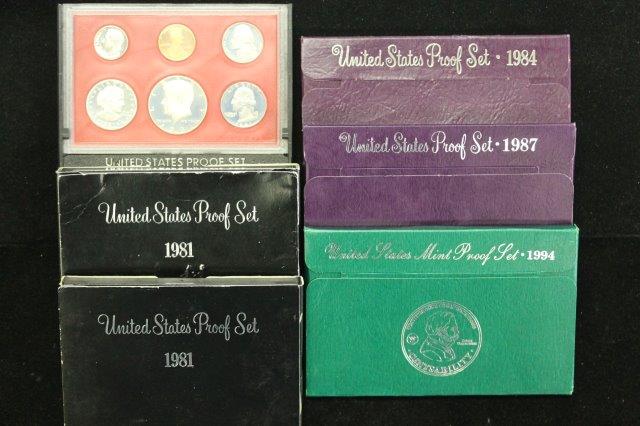 UNITED STATES PROOF SET
United States Proof Set
1981
United States Proof Set
1981
United States Proof Set · 1984
United States Proof Set · 1987
United States Mint Proof Set · 1994